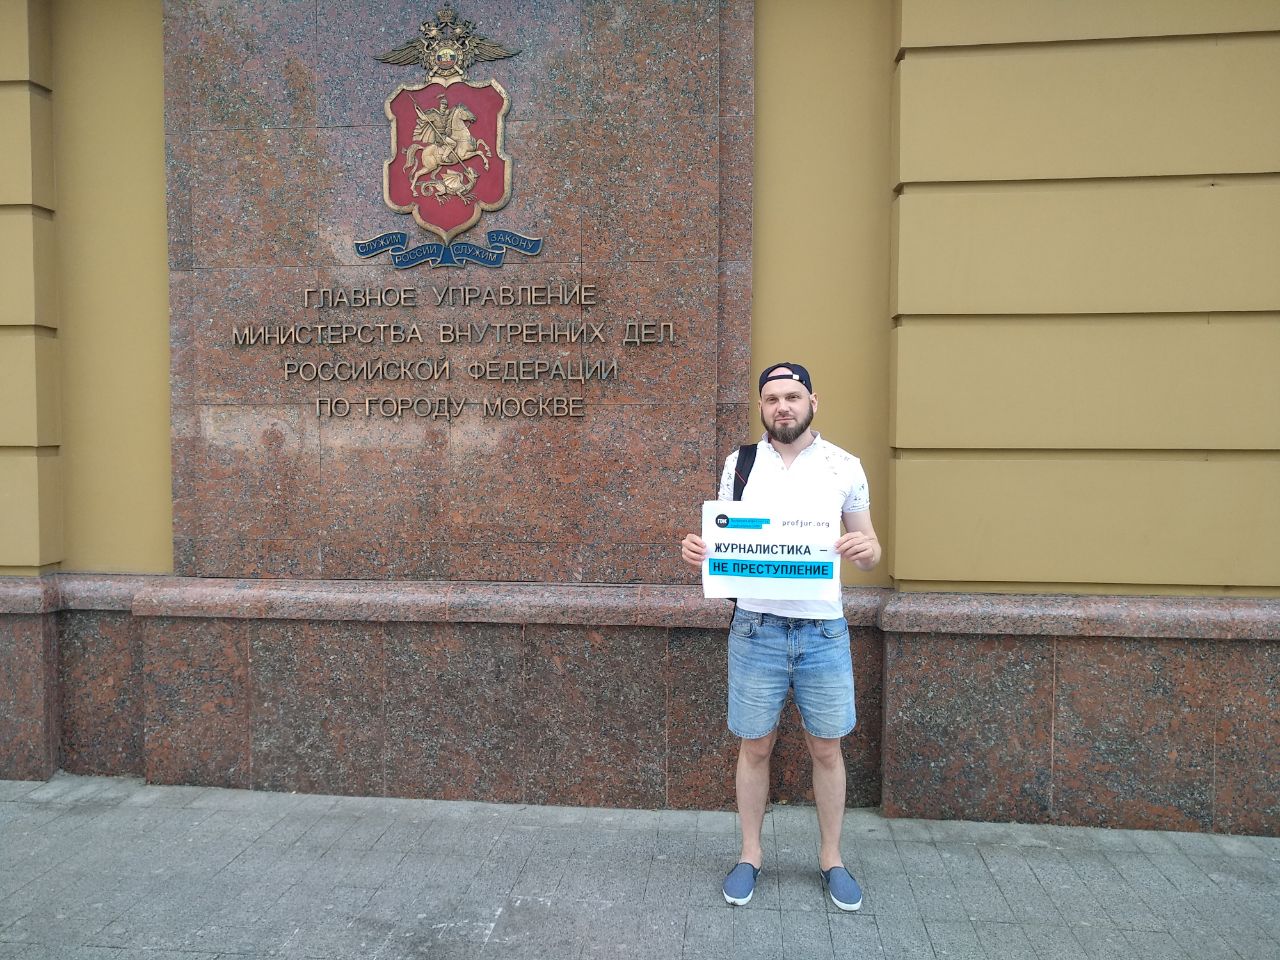 СЛУЖИМ РОССИИ СЛУЖИМ ЗАКОНУ
ГЛАВНОЕ УПРАВЛЕНИЕ
МИНИСТЕРСТВА ВНУТРЕННИХ ДЕЛ
РОССИЙСКОЙ ФЕДЕРАЦИИ
ПО ГОРОДУ МОСКВЕ
ПЖ
profjur.org
ЖУРНАЛИСТИКА —
НЕ ПРЕСТУПЛЕНИЕ